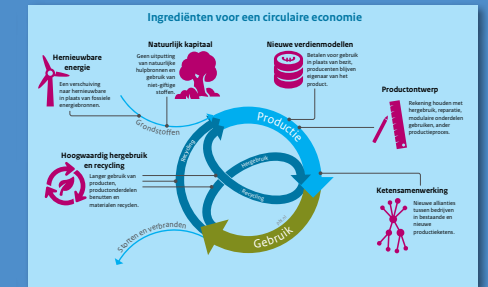 Ingrediënten voor een circulaire economie
Hernieuwbare
energie
Een verschuiving
naar hernieuwbare
in plaats van fossiele
energiebronnen.
Natuurlijk kapitaal
Geen uitputting
van natuurlijke
hulpbronnen en
gebruik van
niet-giftige
stoffen.
Nieuwe verdienmodellen
Betalen voor gebruik
in plaats van bezit,
producenten blijven
eigenaar van het
product.
Productontwerp
Rekening houden met
hergebruik, reparatie,
modulaire onderdelen
gebruiken, ander
productieproces.
Grondstoffen
Productie
Recycling
Hergebruik
Recycling
Hoogwaardig hergebruik
en recycling
Langer gebruik van
producten,
productonderdelen
benutten en
materialen recyclen.
Ketensamenwerking
Nieuwe allianties
tussen bedrijven
in bestaande en
nieuwe
productieketens.
Gebruik
Storten en verbranden